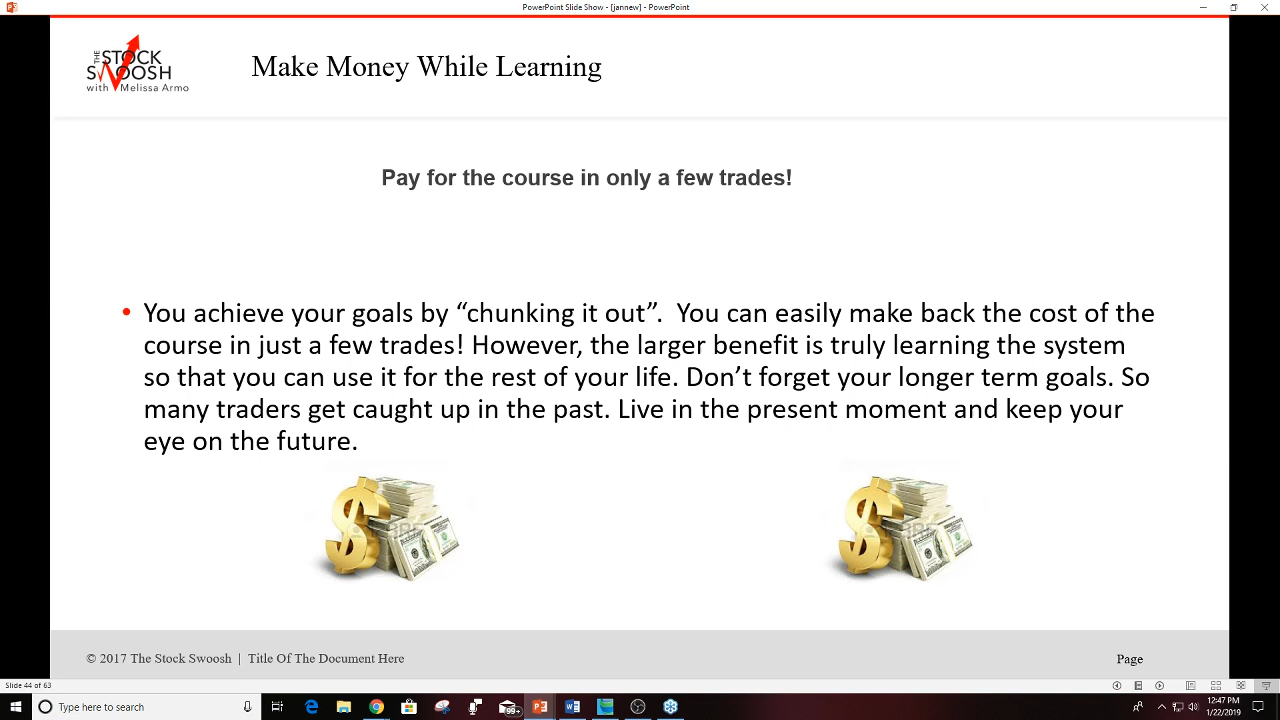 PowerPoint Slide Show - [jannew] - PowerPoint
THE STOCK
SWOOSH
with Melissa Armo
Make Money While Learning
Pay for the course in only a few trades!
• You achieve your goals by “chunking it out”.  You can easily make back the cost of the
course in just a few trades! However, the larger benefit is truly learning the system
so that you can use it for the rest of your life. Don’t forget your longer term goals. So
many traders get caught up in the past. Live in the present moment and keep your
eye on the future.
© 2017 The Stock Swoosh | Title Of The Document Here
Page
Slide 44 of 63
Type here to search
99+
12:47 PM
1/22/2019